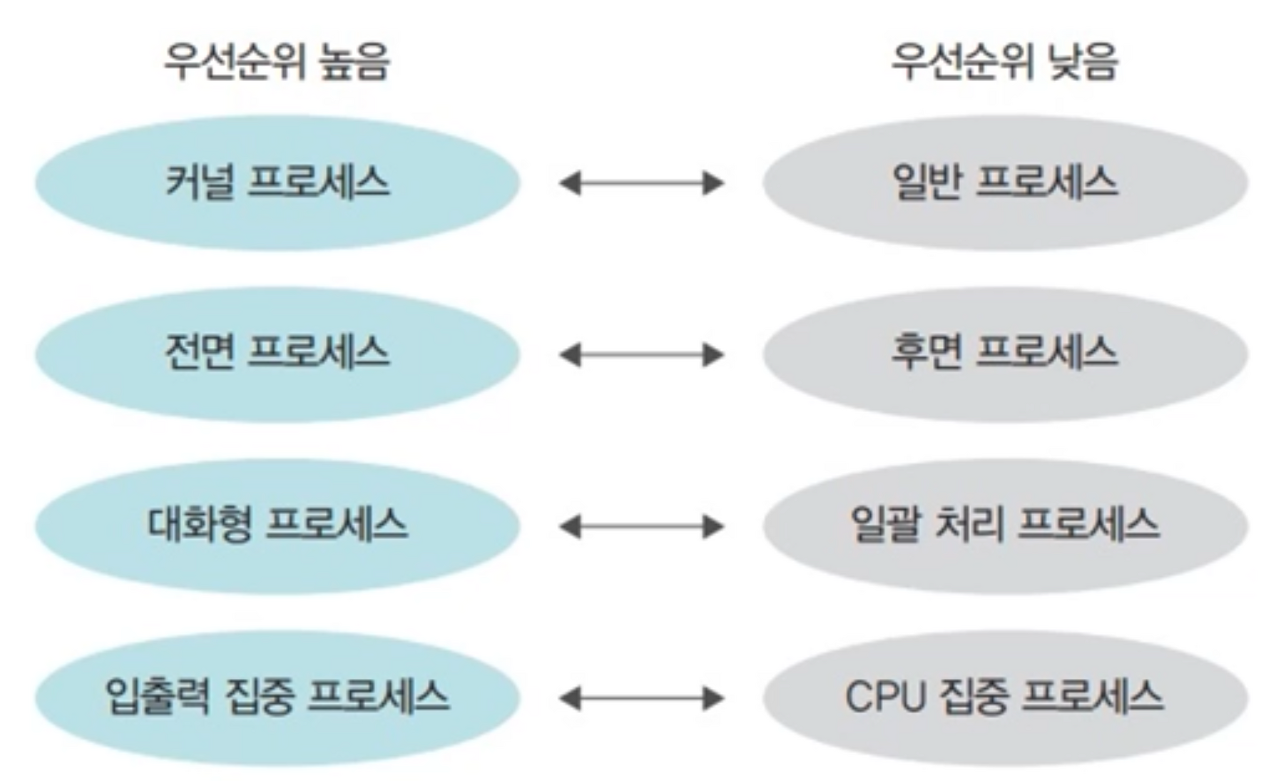 우선순위 높음
우선순위 낮음
커널 프로세스
일반 프로세스
전면 프로세스
후면 프로세스
대화형 프로세스
일괄 처리 프로세스
입출력 집중 프로세스
CPU 집중 프로세스